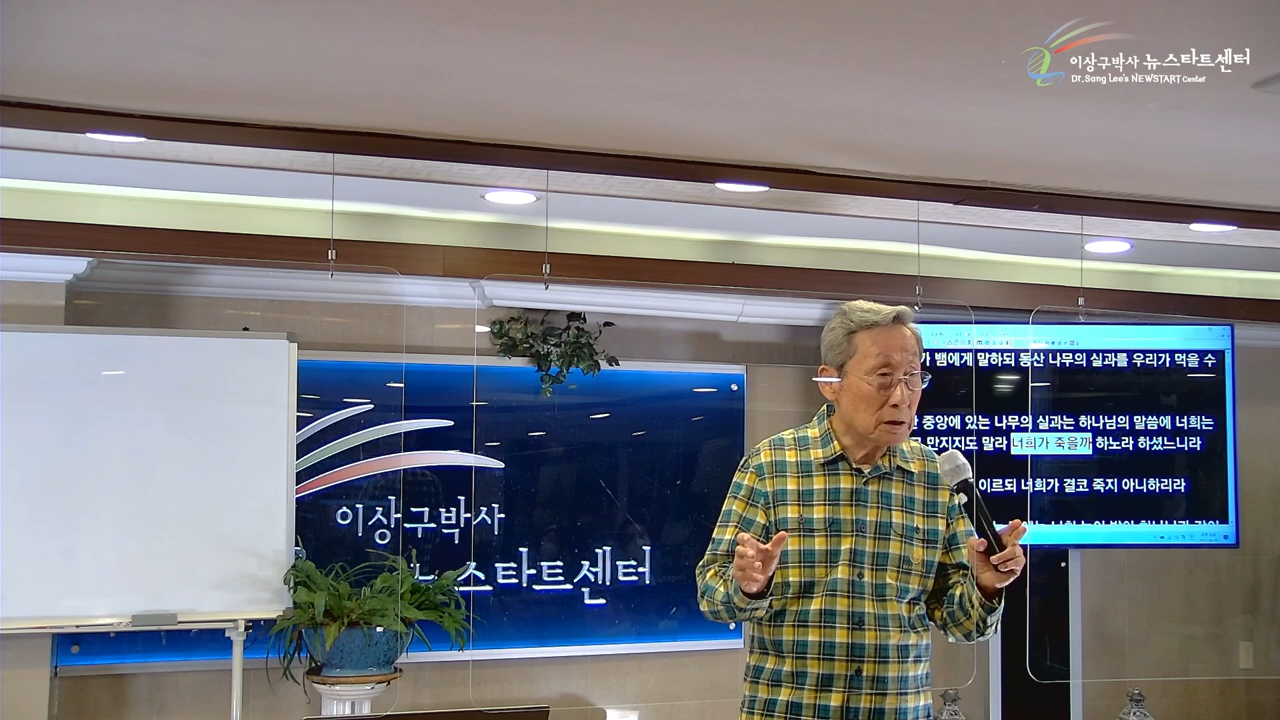 이상구박사 뉴스타트센터
Dr. Sang Lee's NEWSTART Center
뱀에게 말하되 동산 나무의 실과를 우리가 먹을 수
중앙에 있는 나무의 실과는 하나님의 말씀에 너희는
만지지도 말라 너희가 죽을까 하노라 하셨느니라
이르되 너희가 결코 죽지 아니하리라
이상구박사
뉴스타트센터